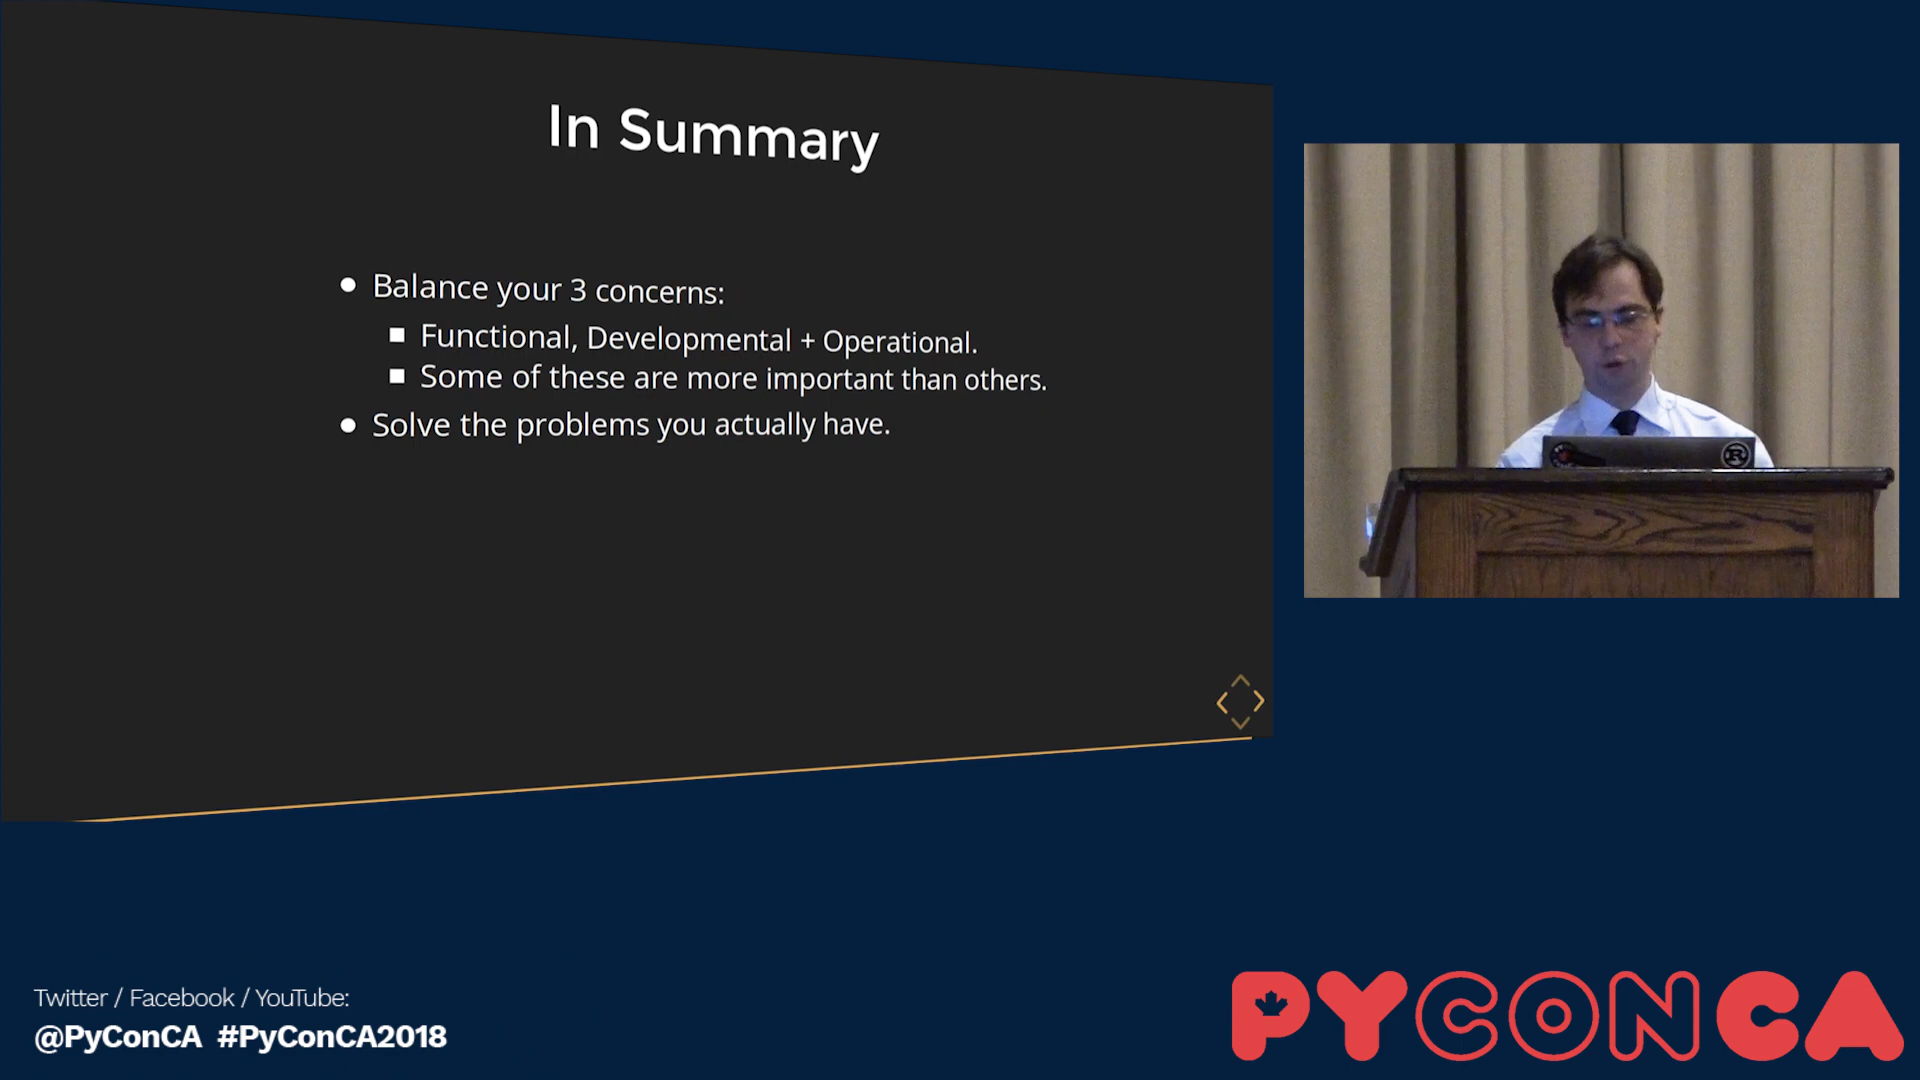 In Summary
Balance your 3 concerns:
Functional, Developmental + Operational.
Some of these are more important than others.
Solve the problems you actually have.
R
Twitter / Facebook / YouTube:
@PyConCA #PyConCA2018
PYCONCA